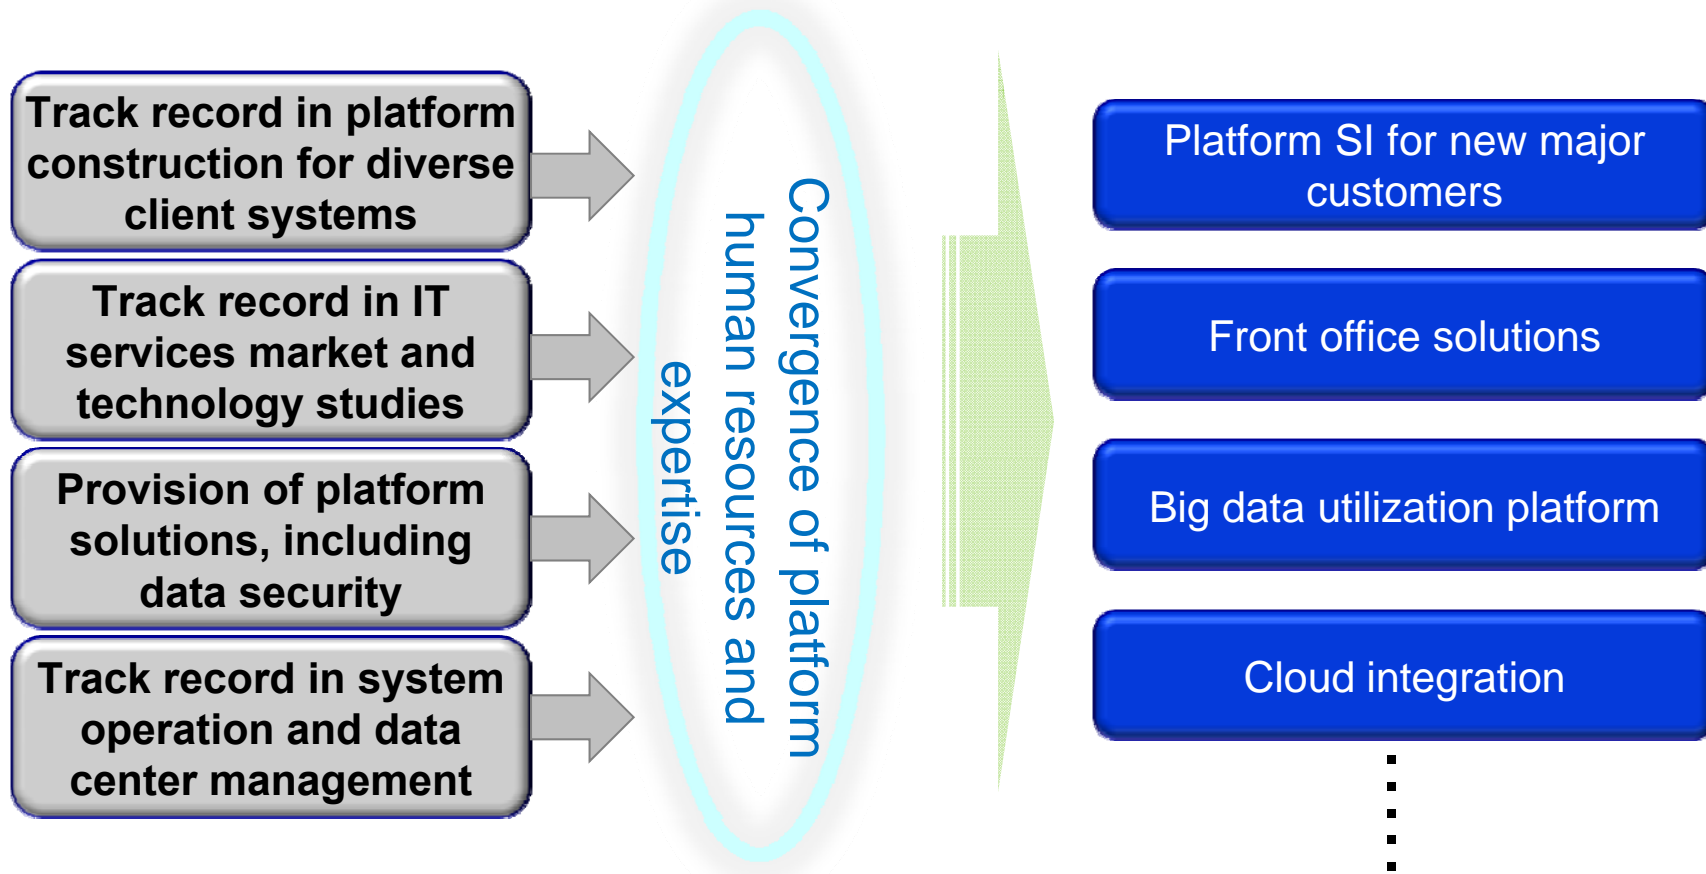 Track record in platform
construction for diverse
client systems
Track record in IT
services market and
technology studies
Provision of platform
solutions, including
data security
Track record in system
operation and data
center management
Convergence of platform
human resources and
expertise
Platform SI for new major
customers
Front office solutions
Big data utilization platform
Cloud integration